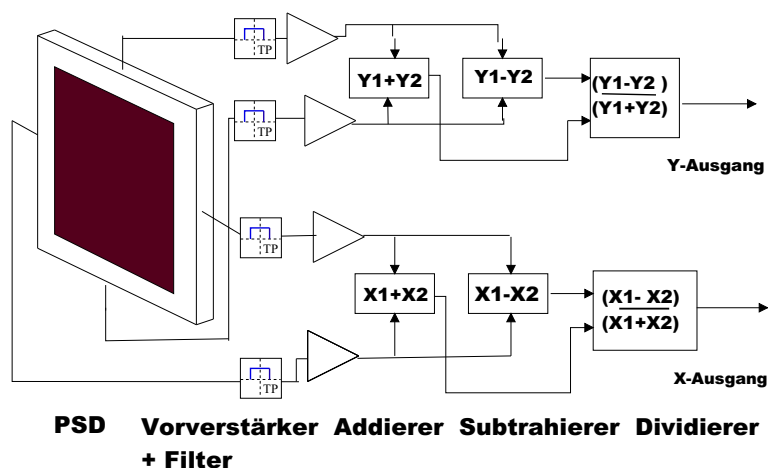 TP
Y1+Y2
Y1-Y2
(Y1-Y2 )
(Y1+Y2)
TP
Y-Ausgang
TP
X1+X2
X1-X2
(X1- X2)
(X1+X2)
TP
X-Ausgang
PSD Vorverstärker Addierer Subtrahierer Dividierer
+ Filter